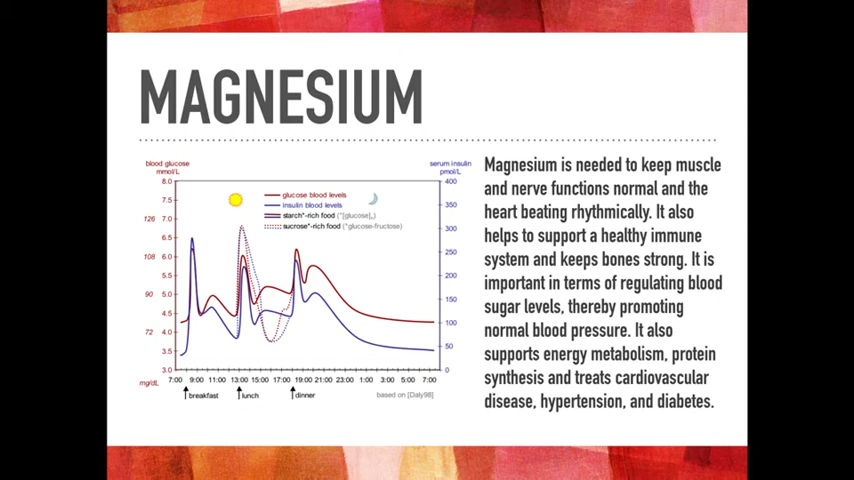 MAGNESIUM
blood glucose
mmol/L
serum insulin
pmol/L
8.0
7.5
126 7.0
6.5
108 6.0
5.5
90 5.0
4.5
72 4.0
3.5
3.0
mg/dL
glucose blood levels
insulin blood levels
starch*-rich food (*[glucose]ₙ)
sucrose*-rich food (*glucose-fructose)
400
350
300
250
200
150
100
50
0
7:00 9:00 11:00 13:00 15:00 17:00 19:00 21:00 23:00 1:00 3:00 5:00 7:00
breakfast lunch dinner
based on [Daly98]
Magnesium is needed to keep muscle
and nerve functions normal and the
heart beating rhythmically. It also
helps to support a healthy immune
system and keeps bones strong. It is
important in terms of regulating blood
sugar levels, thereby promoting
normal blood pressure. It also
supports energy metabolism, protein
synthesis and treats cardiovascular
disease, hypertension, and diabetes.